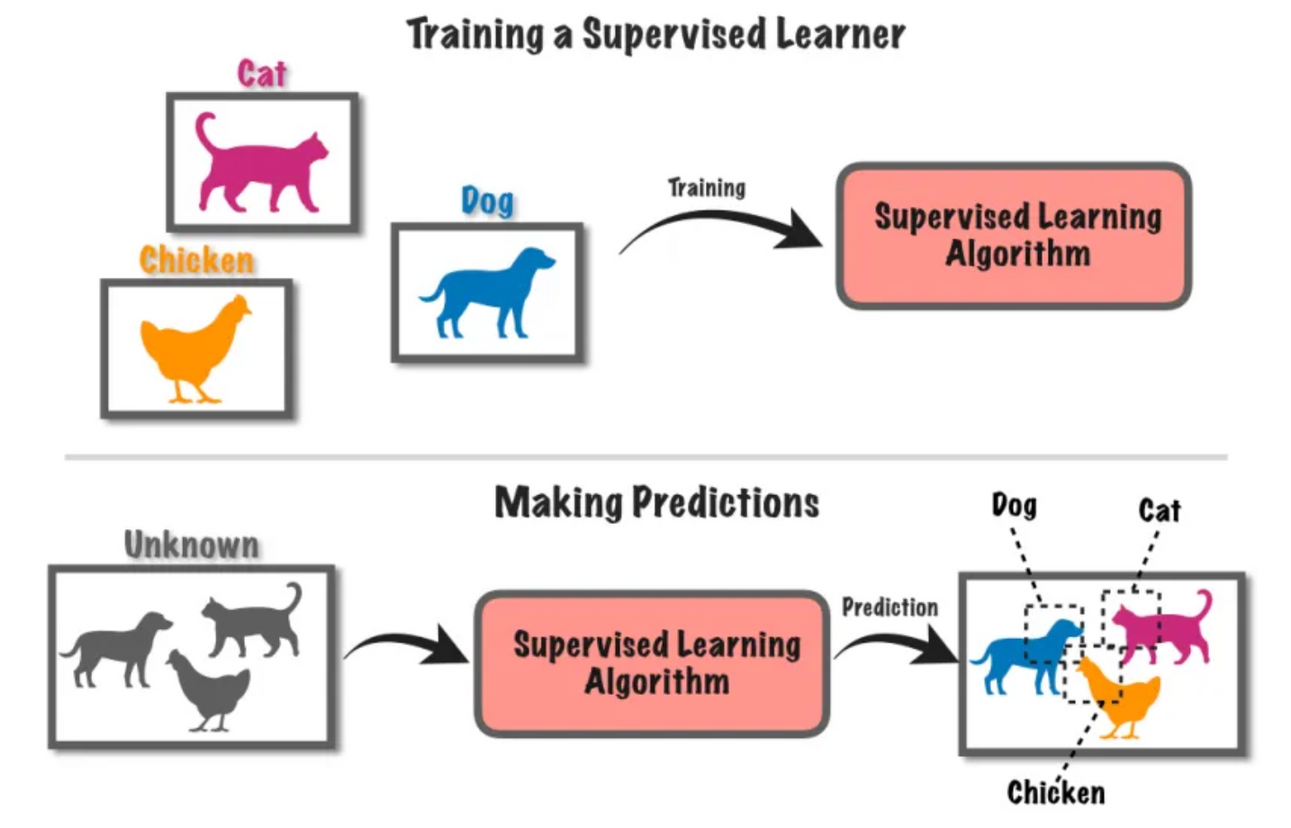 Training a Supervised Learner
Cat
Dog
Training
Supervised Learning
Algorithm
Chicken
Making Predictions
Dog
Cat
Unknown
Supervised Learning
Algorithm
Prediction
Chicken